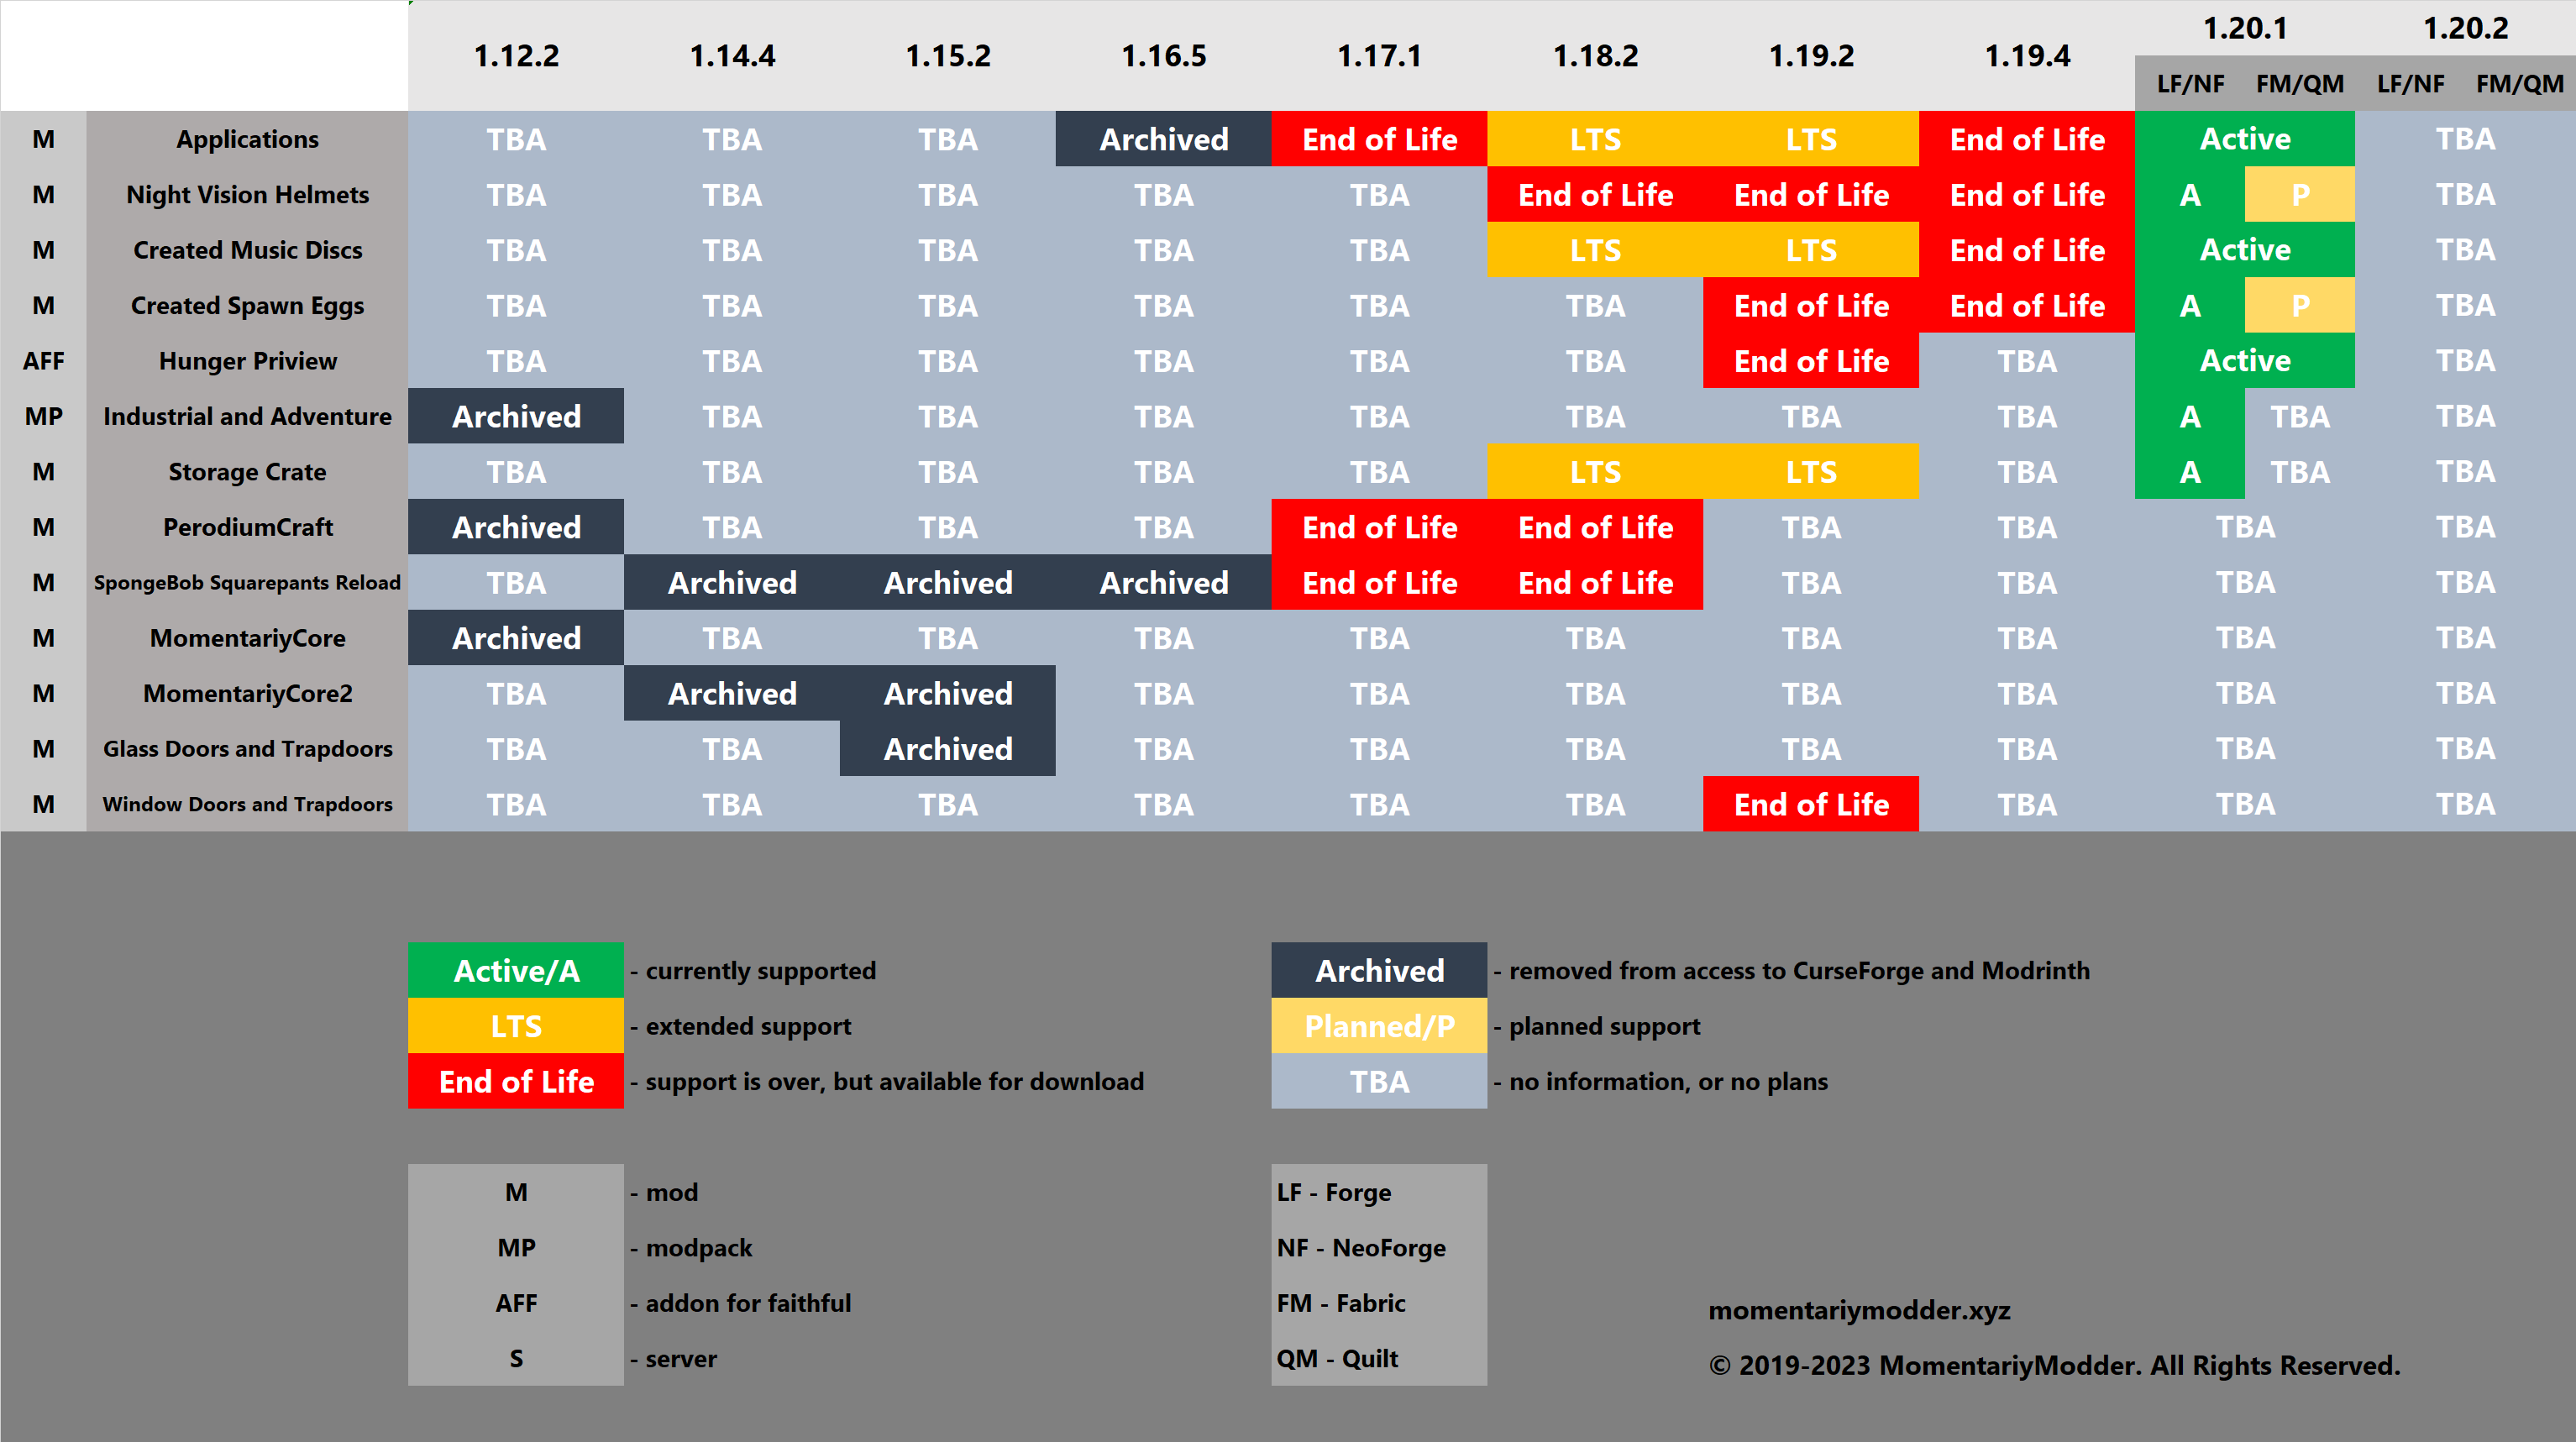 1.12.2 1.14.4 1.15.2 1.16.5 1.17.1 1.18.2 1.19.2 1.19.4 1.20.1 1.20.2
LF/NF FM/QM LF/NF FM/QM
M Applications TBA TBA TBA Archived End of Life LTS LTS End of Life Active TBA
M Night Vision Helmets TBA TBA TBA TBA TBA End of Life End of Life End of Life A P TBA
M Created Music Discs TBA TBA TBA TBA TBA LTS LTS End of Life Active TBA
M Created Spawn Eggs TBA TBA TBA TBA TBA TBA End of Life End of Life A P TBA
AFF Hunger Priview TBA TBA TBA TBA TBA TBA End of Life TBA Active TBA
MP Industrial and Adventure Archived TBA TBA TBA TBA TBA TBA TBA A TBA TBA
M Storage Crate TBA TBA TBA TBA TBA LTS LTS TBA A TBA TBA
M PerodiumCraft Archived TBA TBA TBA End of Life End of Life TBA TBA TBA TBA
M SpongeBob Squarepants Reload TBA Archived Archived Archived End of Life End of Life TBA TBA TBA TBA
M MomentariyCore Archived TBA TBA TBA TBA TBA TBA TBA TBA TBA
M MomentariyCore2 TBA Archived Archived TBA TBA TBA TBA TBA TBA TBA
M Glass Doors and Trapdoors TBA TBA Archived TBA TBA TBA TBA TBA TBA TBA
M Window Doors and Trapdoors TBA TBA TBA TBA TBA TBA End of Life TBA TBA TBA
Active/A - currently supported
LTS - extended support
End of Life - support is over, but available for download
Archived - removed from access to CurseForge and Modrinth
Planned/P - planned support
TBA - no information, or no plans
M - mod
MP - modpack
AFF - addon for faithful
S - server
LF - Forge
NF - NeoForge
FM - Fabric
QM - Quilt
momentariymodder.xyz
© 2019-2023 MomentariyModder. All Rights Reserved.